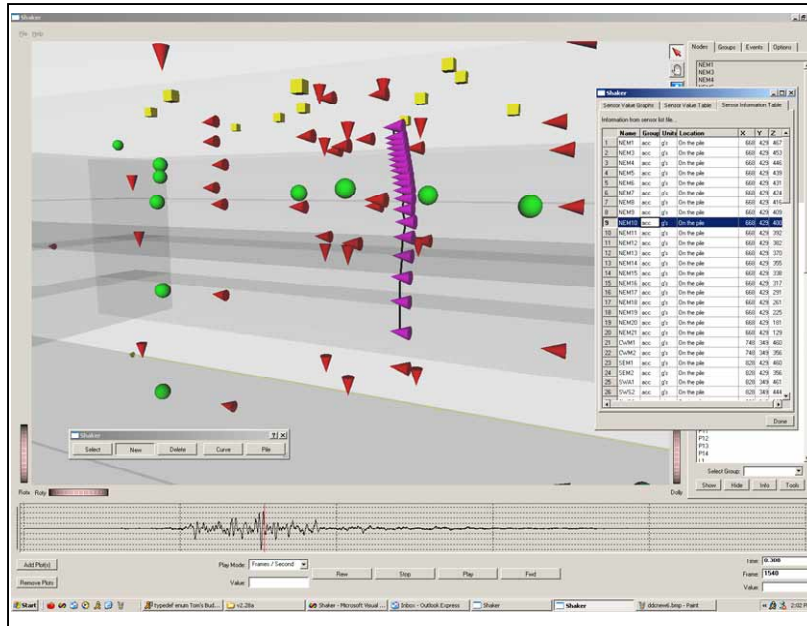 Shaker
File Help
Nodes Groups Events Options
NEM1
NEM3
NEM4
Shaker
Sensor Value Graphs Sensor Value Table Sensor Information Table
Information from sensor list file...
Name Group Units Location X Y Z
1 NEM1 acc g's On the pile 668 429 467
2 NEM3 acc g's On the pile 668 429 453
3 NEM4 acc g's On the pile 668 429 446
4 NEM5 acc g's On the pile 668 429 439
5 NEM6 acc g's On the pile 668 429 431
6 NEM7 acc g's On the pile 668 429 424
7 NEM8 acc g's On the pile 668 429 416
8 NEM9 acc g's On the pile 668 429 408
9 NEM10 acc g's On the pile 668 429 400
10 NEM11 acc g's On the pile 668 429 392
11 NEM12 acc g's On the pile 668 429 382
12 NEM13 acc g's On the pile 668 429 370
13 NEM14 acc g's On the pile 668 429 355
14 NEM15 acc g's On the pile 668 429 338
15 NEM16 acc g's On the pile 668 429 317
16 NEM17 acc g's On the pile 668 429 291
17 NEM18 acc g's On the pile 668 429 261
18 NEM19 acc g's On the pile 668 429 225
19 NEM20 acc g's On the pile 668 429 181
20 NEM21 acc g's On the pile 668 429 129
21 CWM1 acc g's On the pile 748 349 460
22 CWM2 acc g's On the pile 748 349 356
23 SEM1 acc g's On the pile 828 429 460
24 SEM2 acc g's On the pile 828 429 356
25 SWA1 acc g's On the pile 828 349 461
26 SWS2 acc g's On the pile 828 349 444
Done
P12
P13
P14
L1
Shaker
Select New Delete Curve Pile
Select Group:
Show Hide Info Tools
Rotx Roty Dolly
Add Plot(s) Play Mode: Frames / Second
Remove Plots Value: Rew Stop Play Fwd
Time: 0.300
Frame: 1540
Value:
Start typedef enum Tom's Bud... v2.28a Shaker - Microsoft Visual ... Inbox - Outlook Express Shaker Shaker ddcnew6.bmp - Paint 2:02 PM